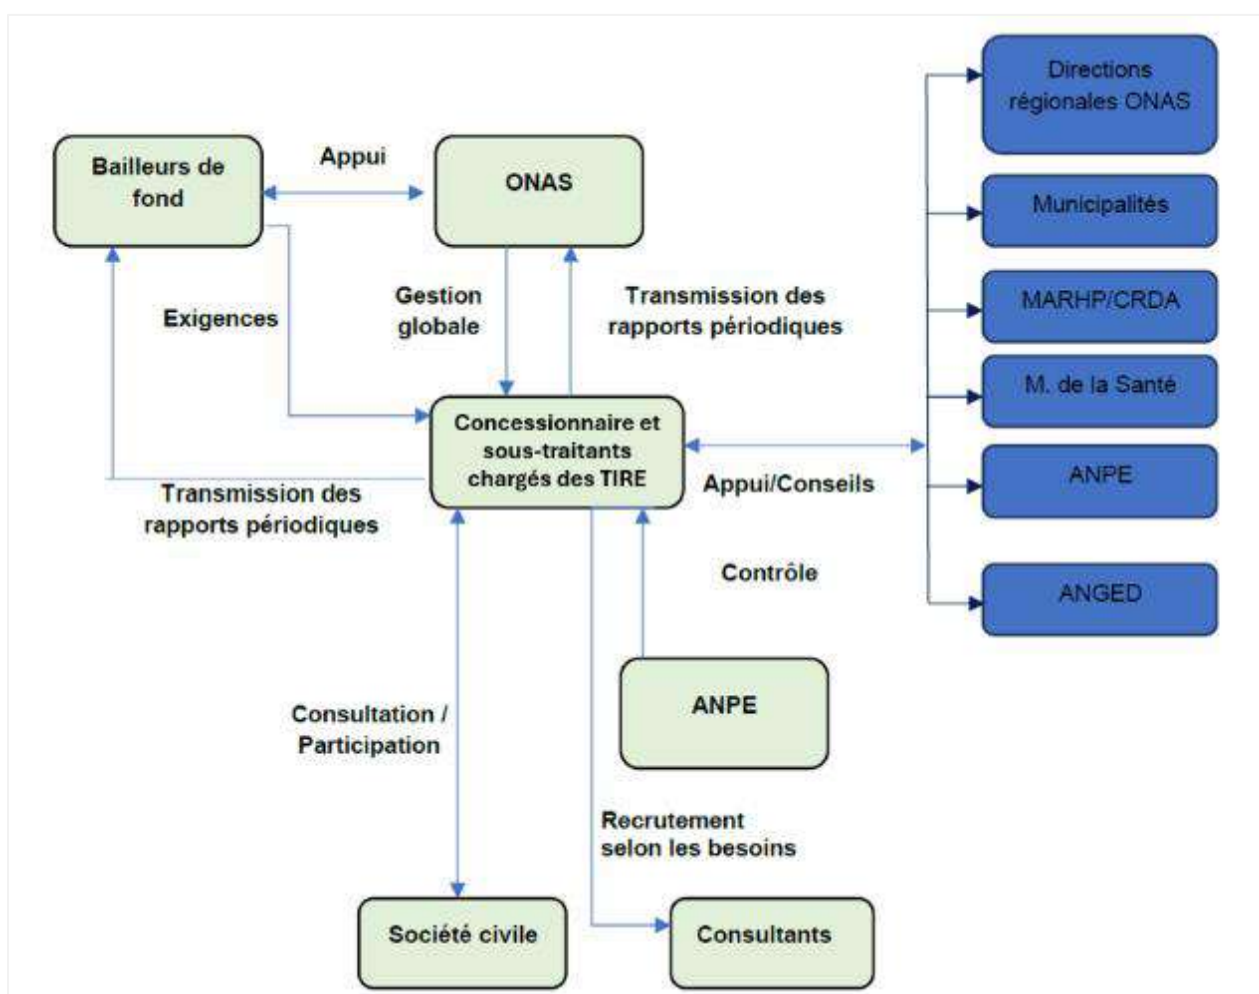 Directions
régionales ONAS
Bailleurs de
fond
Appui
ONAS
Municipalités
Exigences
Gestion
globale
Transmission des
rapports périodiques
MARHP/CRDA
M. de la Santé
Concessionnaire et
sous-traitants
chargés des TIRE
Transmission des
rapports périodiques
Appui/Conseils
ANPE
Contrôle
ANGED
ANPE
Consultation /
Participation
Recrutement
selon les besoins
Société civile
Consultants